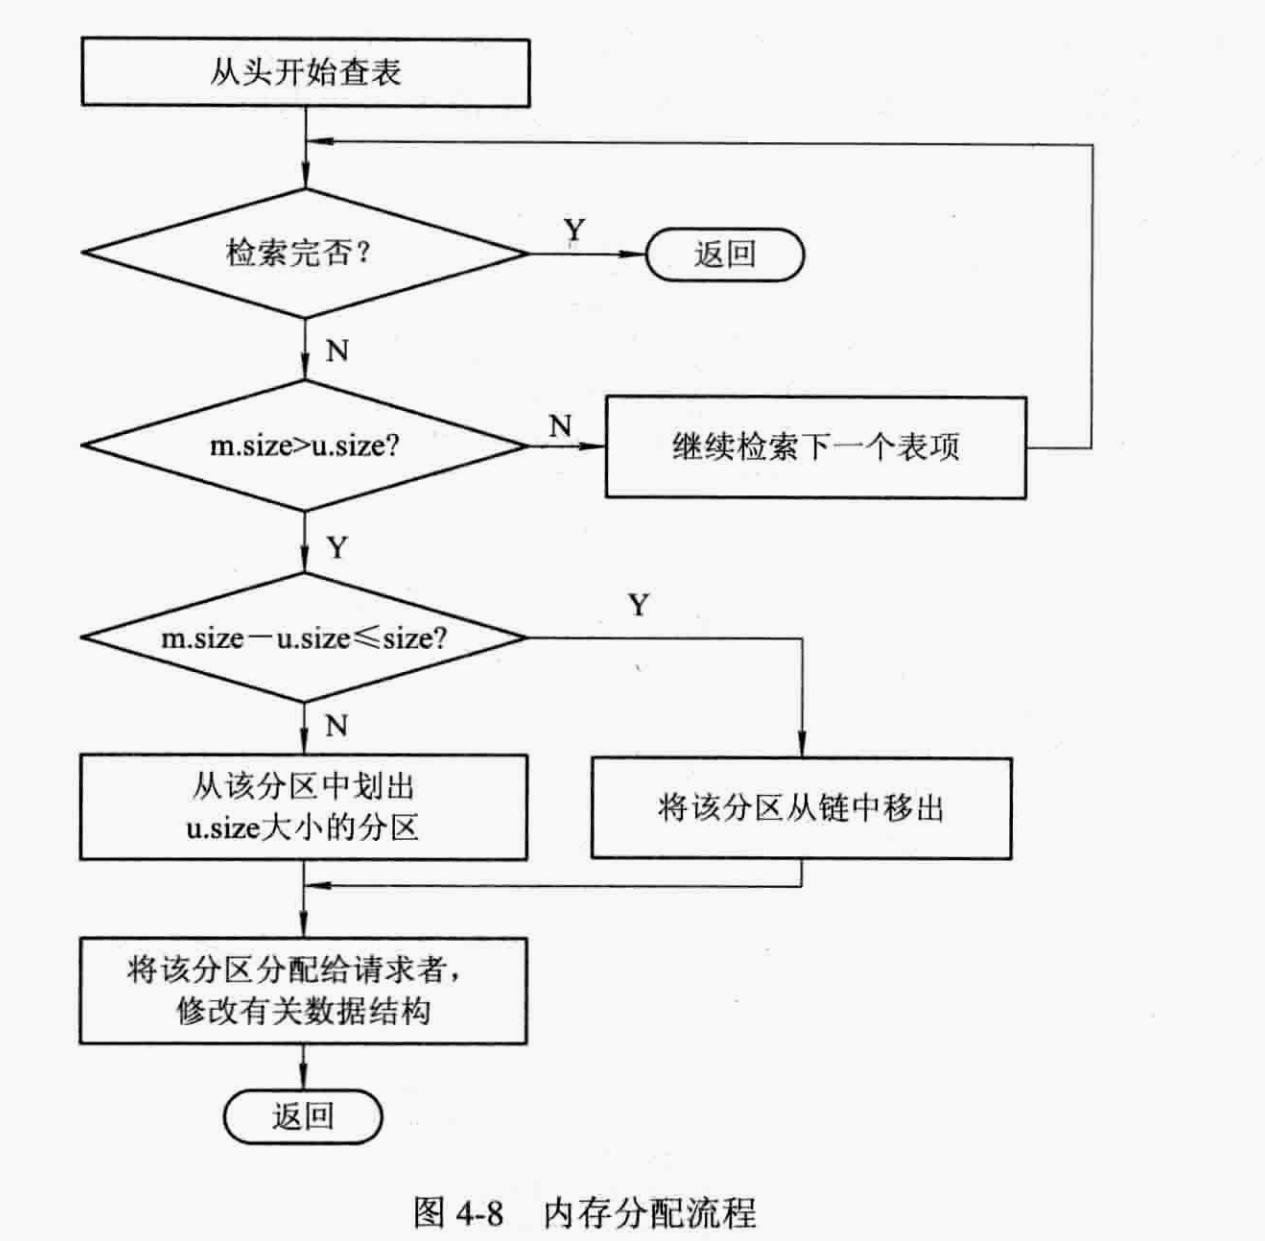 从头开始查表
检索完否？
Y
返回
N
m.size>u.size?
N
继续检索下一个表项
Y
m.size－u.size≤size?
Y
N
从该分区中划出
u.size大小的分区
将该分区从链中移出
将该分区分配给请求者，
修改有关数据结构
返回
图 4-8 内存分配流程